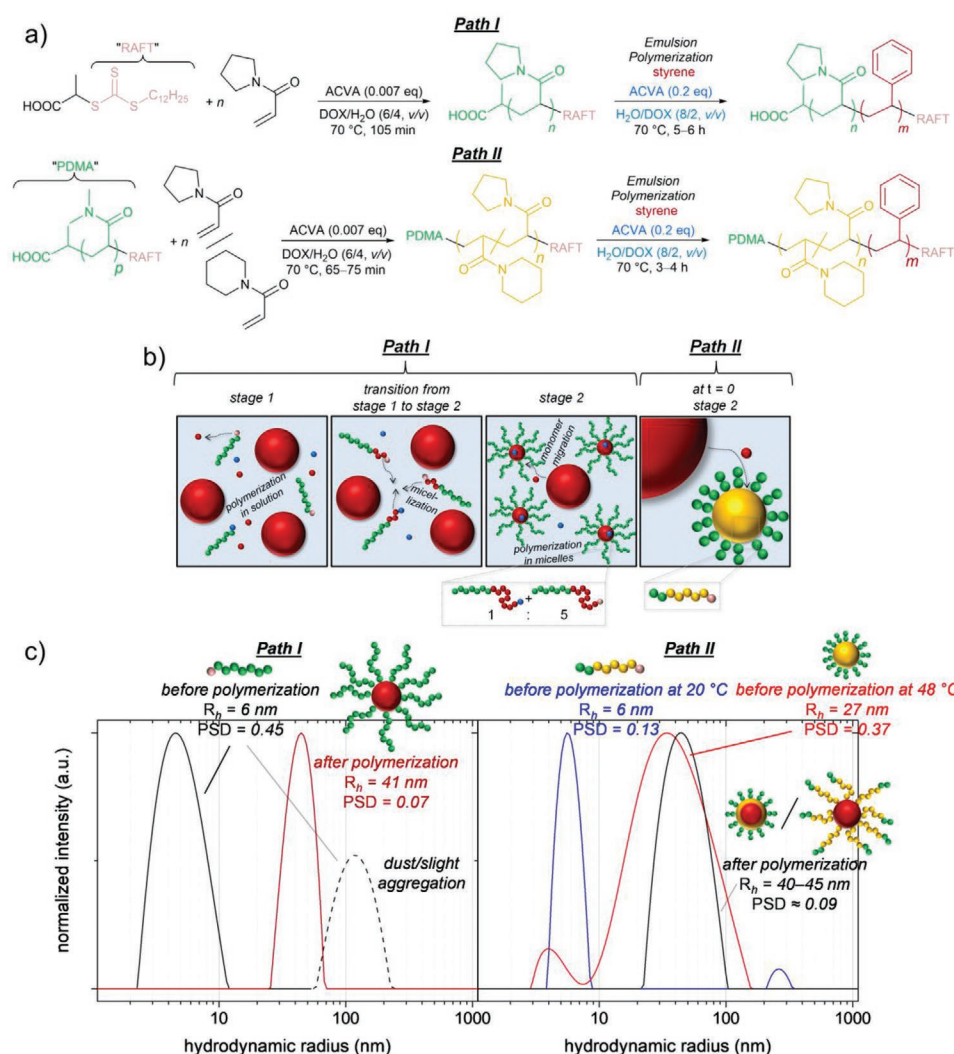 a)
Path I
"RAFT"
HOOC
S
S
S
C12H25
+ n
N
O
ACVA (0.007 eq)
DOX/H2O (6/4, v/v)
70 °C, 105 min
N
O
HOOC
n
RAFT
Emulsion
Polymerization
styrene
ACVA (0.2 eq)
H2O/DOX (8/2, v/v)
70 °C, 5–6 h
N
O
HOOC
n
m
RAFT
Path II
"PDMA"
N
O
HOOC
p
RAFT
+ n
N
O
/
N
O
ACVA (0.007 eq)
DOX/H2O (6/4, v/v)
70 °C, 65–75 min
N
O
PDMA
n
RAFT
O
N
Emulsion
Polymerization
styrene
ACVA (0.2 eq)
H2O/DOX (8/2, v/v)
70 °C, 3–4 h
N
O
PDMA
n
m
RAFT
O
N
b)
Path I
Path II
stage 1
transition from
stage 1 to stage 2
stage 2
at t = 0
stage 2
polymerization
in solution
micel-
lization
monomer
migration
polymerization
in micelles
+
1 : 5
c)
Path I
before polymerization
Rh = 6 nm
PSD = 0.45
after polymerization
Rh = 41 nm
PSD = 0.07
dust/slight
aggregation
Path II
before polymerization at 20 °C
Rh = 6 nm
PSD = 0.13
before polymerization at 48 °C
Rh = 27 nm
PSD = 0.37
after polymerization
Rh = 40–45 nm
PSD ≈ 0.09
normalized intensity (a.u.)
10 100 1000
10 100 1000
hydrodynamic radius (nm)
hydrodynamic radius (nm)